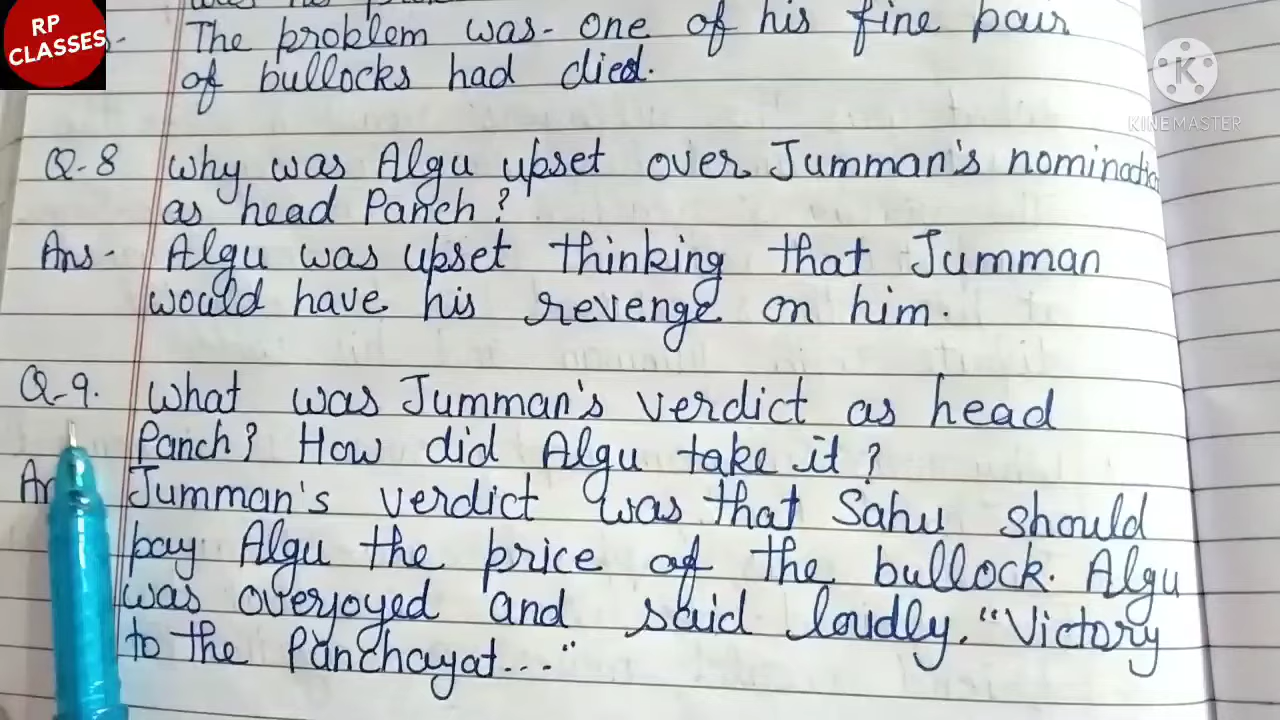 RP
CLASSES
The problem was - one of his fine pair
of bullocks had died.
KINEMASTER
Q-8 Why was Algu upset over Jumman's nomination
as head Panch?
Ans - Algu was upset thinking that Jumman
would have his revenge on him.
Q-9. What was Jumman's verdict as head
Panch? How did Algu take it?
Jumman's verdict was that Sahu should
pay Algu the price of the bullock. Algu
was overjoyed and said loudly. "Victory
to the Panchayat..."